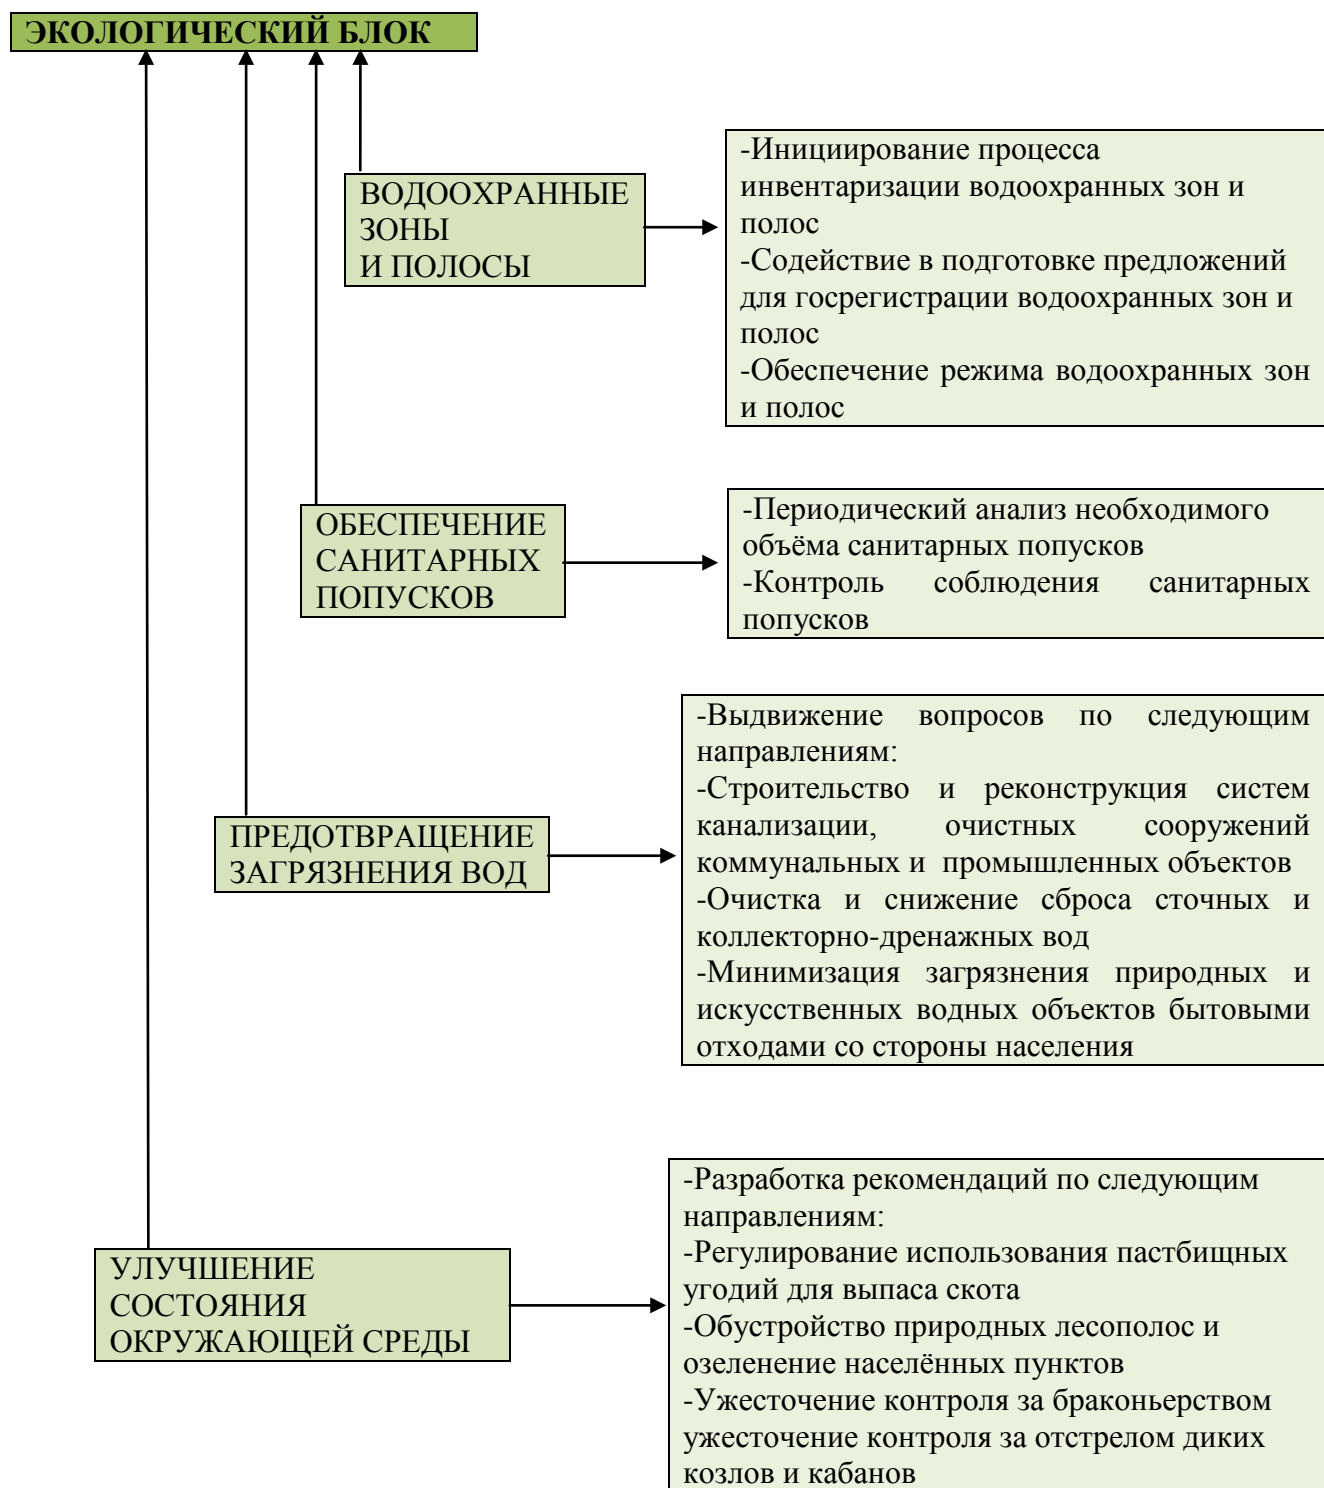 ЭКОЛОГИЧЕСКИЙ БЛОК
ВОДООХРАННЫЕ
ЗОНЫ
И ПОЛОСЫ
-Инициирование процесса
инвентаризации водоохранных зон и
полос
-Содействие в подготовке предложений
для госрегистрации водоохранных зон и
полос
-Обеспечение режима водоохранных зон
и полос
ОБЕСПЕЧЕНИЕ
САНИТАРНЫХ
ПОПУСКОВ
-Периодический анализ необходимого
объёма санитарных попусков
-Контроль соблюдения санитарных
попусков
ПРЕДОТВРАЩЕНИЕ
ЗАГРЯЗНЕНИЯ ВОД
-Выдвижение вопросов по следующим
направлениям:
-Строительство и реконструкция систем
канализации, очистных сооружений
коммунальных и промышленных объектов
-Очистка и снижение сброса сточных и
коллекторно-дренажных вод
-Минимизация загрязнения природных и
искусственных водных объектов бытовыми
отходами со стороны населения
УЛУЧШЕНИЕ
СОСТОЯНИЯ
ОКРУЖАЮЩЕЙ СРЕДЫ
-Разработка рекомендаций по следующим
направлениям:
-Регулирование использования пастбищных
угодий для выпаса скота
-Обустройство природных лесополос и
озеленение населённых пунктов
-Ужесточение контроля за браконьерством
ужесточение контроля за отстрелом диких
козлов и кабанов